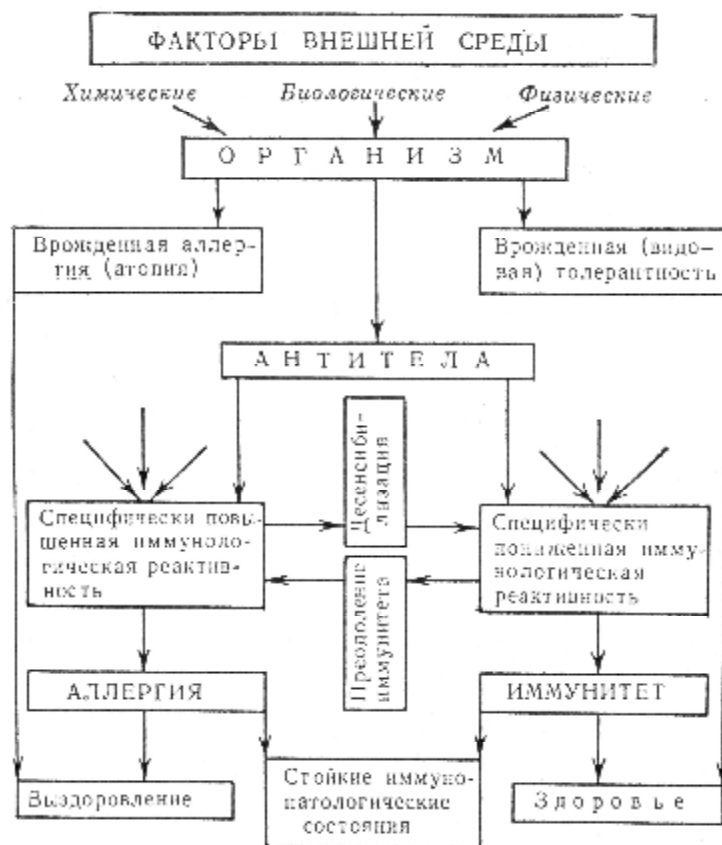 ФАКТОРЫ ВНЕШНЕЙ СРЕДЫ
Химические Биологические Физические
ОРГАНИЗМ
Врожденная аллер-
гия (атопия)
Врожденная (видо-
вая) толерантность
АНТИТЕЛА
Десенсиби-
лизация
Специфически повы-
шенная иммуноло-
гическая реактив-
ность
Специфически
пониженная имму-
нологическая
реактивность
Преодоление
иммунитета
АЛЛЕРГИЯ
ИММУНИТЕТ
Выздоровление
Стойкие иммуно-
патологические
состояния
Здоровье